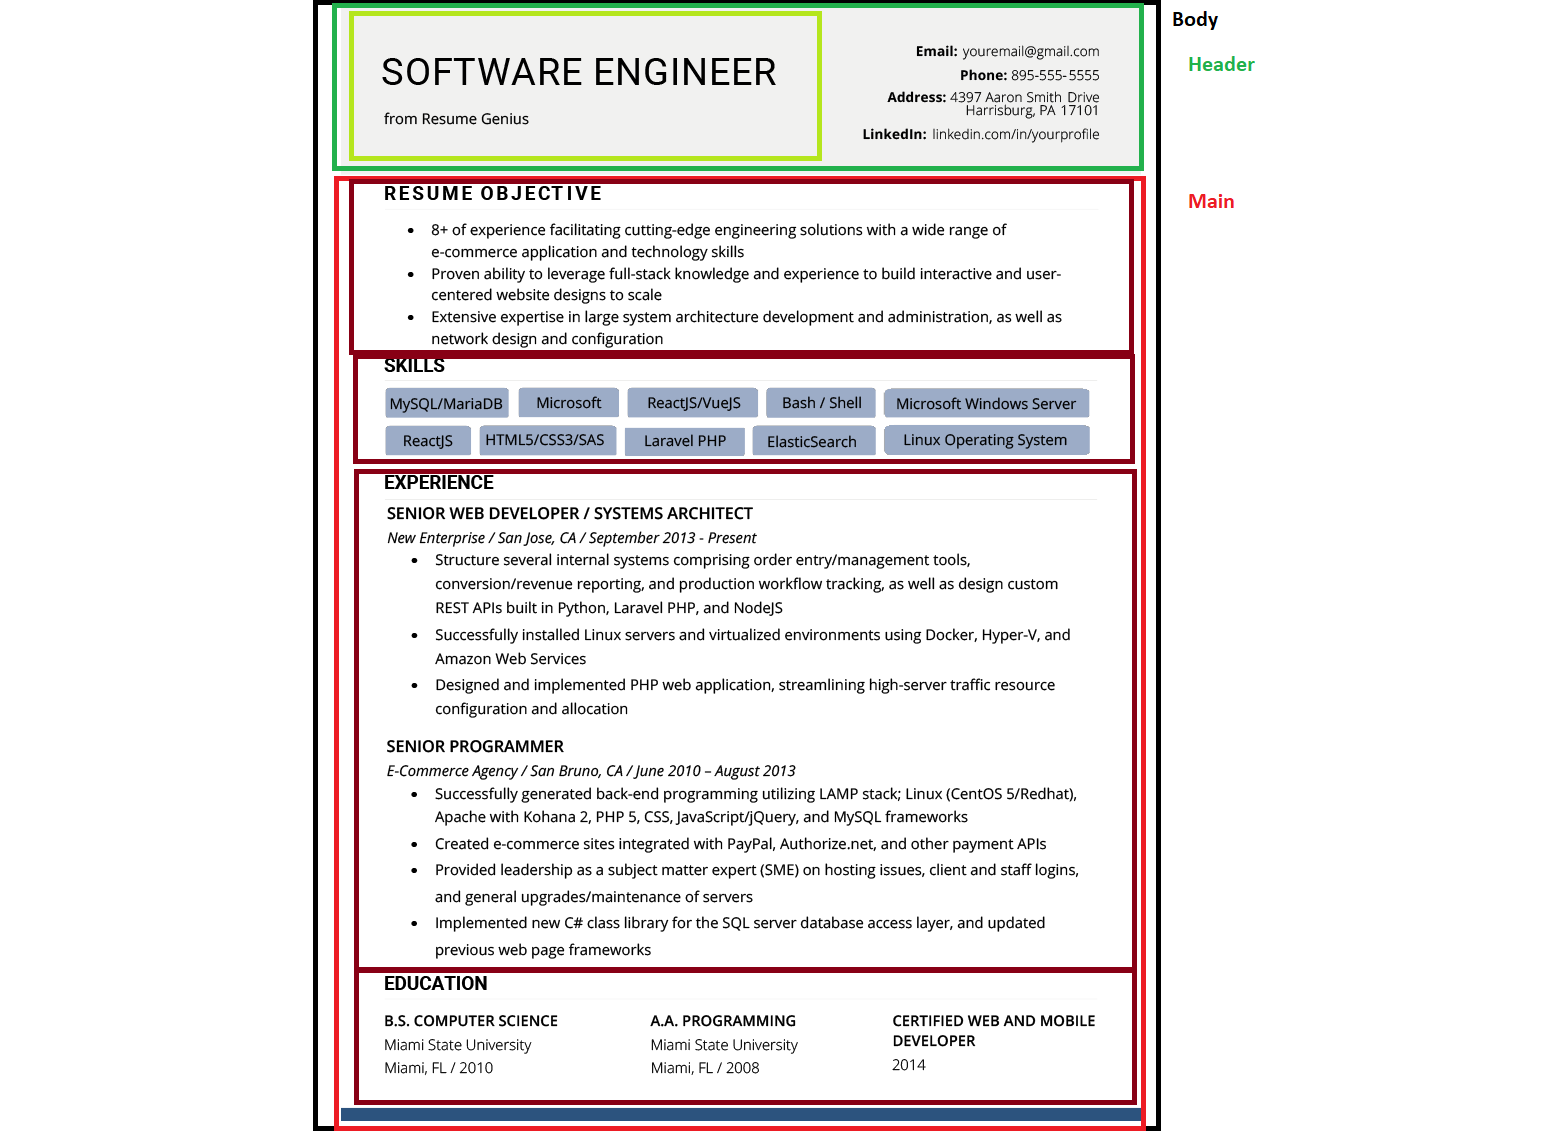 Body
Header
SOFTWARE ENGINEER
from Resume Genius
Email: youremail@gmail.com
Phone: 895-555-5555
Address: 4397 Aaron Smith Drive
Harrisburg, PA 17101
LinkedIn: linkedin.com/in/yourprofile
Main
RESUME OBJECTIVE
• 8+ of experience facilitating cutting-edge engineering solutions with a wide range of
e-commerce application and technology skills
• Proven ability to leverage full-stack knowledge and experience to build interactive and user-
centered website designs to scale
• Extensive expertise in large system architecture development and administration, as well as
network design and configuration
SKILLS
MySQL/MariaDB Microsoft ReactJS/VueJS Bash / Shell Microsoft Windows Server
ReactJS HTML5/CSS3/SAS Laravel PHP ElasticSearch Linux Operating System
EXPERIENCE
SENIOR WEB DEVELOPER / SYSTEMS ARCHITECT
New Enterprise / San Jose, CA / September 2013 - Present
• Structure several internal systems comprising order entry/management tools,
conversion/revenue reporting, and production workflow tracking, as well as design custom
REST APIs built in Python, Laravel PHP, and NodeJS
• Successfully installed Linux servers and virtualized environments using Docker, Hyper-V, and
Amazon Web Services
• Designed and implemented PHP web application, streamlining high-server traffic resource
configuration and allocation
SENIOR PROGRAMMER
E-Commerce Agency / San Bruno, CA / June 2010 – August 2013
• Successfully generated back-end programming utilizing LAMP stack; Linux (CentOS 5/Redhat),
Apache with Kohana 2, PHP 5, CSS, JavaScript/jQuery, and MySQL frameworks
• Created e-commerce sites integrated with PayPal, Authorize.net, and other payment APIs
• Provided leadership as a subject matter expert (SME) on hosting issues, client and staff logins,
and general upgrades/maintenance of servers
• Implemented new C# class library for the SQL server database access layer, and updated
previous web page frameworks
EDUCATION
B.S. COMPUTER SCIENCE
Miami State University
Miami, FL / 2010
A.A. PROGRAMMING
Miami State University
Miami, FL / 2008
CERTIFIED WEB AND MOBILE
DEVELOPER
2014